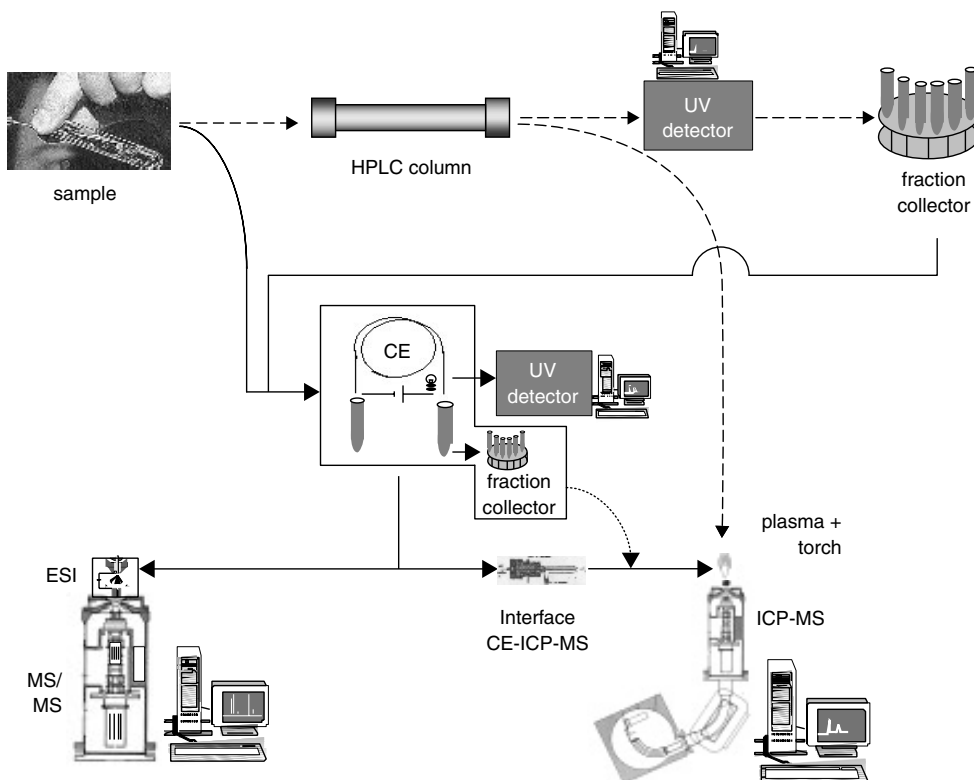 sample
HPLC column
UV
detector
fraction
collector
CE
UV
detector
fraction
collector
plasma +
torch
ESI
Interface
CE-ICP-MS
ICP-MS
MS/
MS